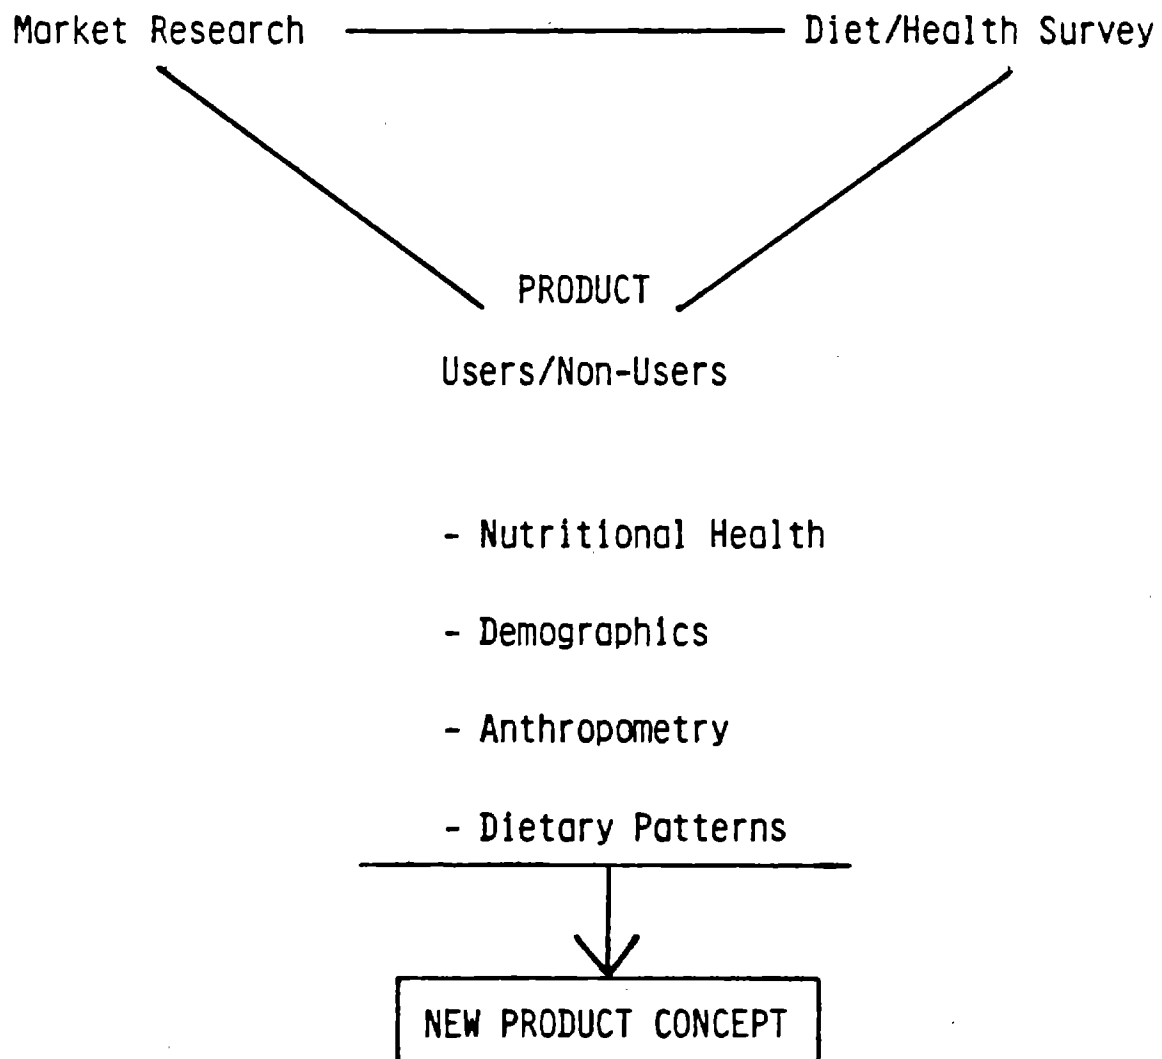 Market Research
Diet/Health Survey
PRODUCT
Users/Non-Users
- Nutritional Health
- Demographics
- Anthropometry
- Dietary Patterns
NEW PRODUCT CONCEPT